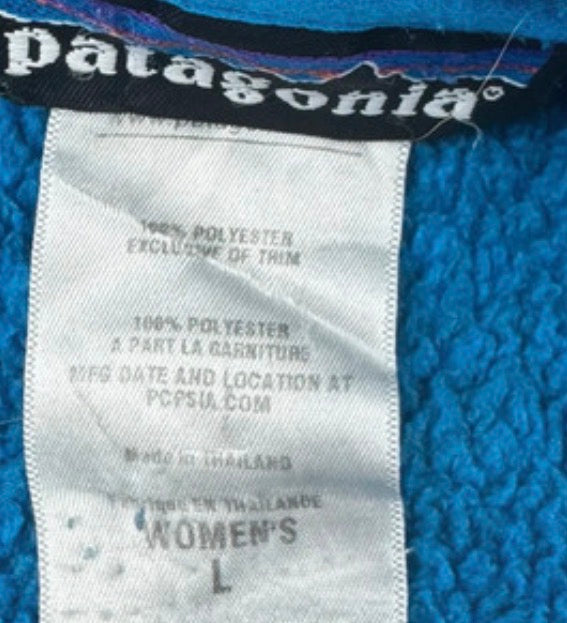 patagonia®
100% POLYESTER
EXCLUSIVE OF TRIM
100% POLYESTER
A PART LA GARNITURE
MFG DATE AND LOCATION AT
PCPSIA.COM
Made in THAILAND
EN THAILANDE
WOMEN'S
L